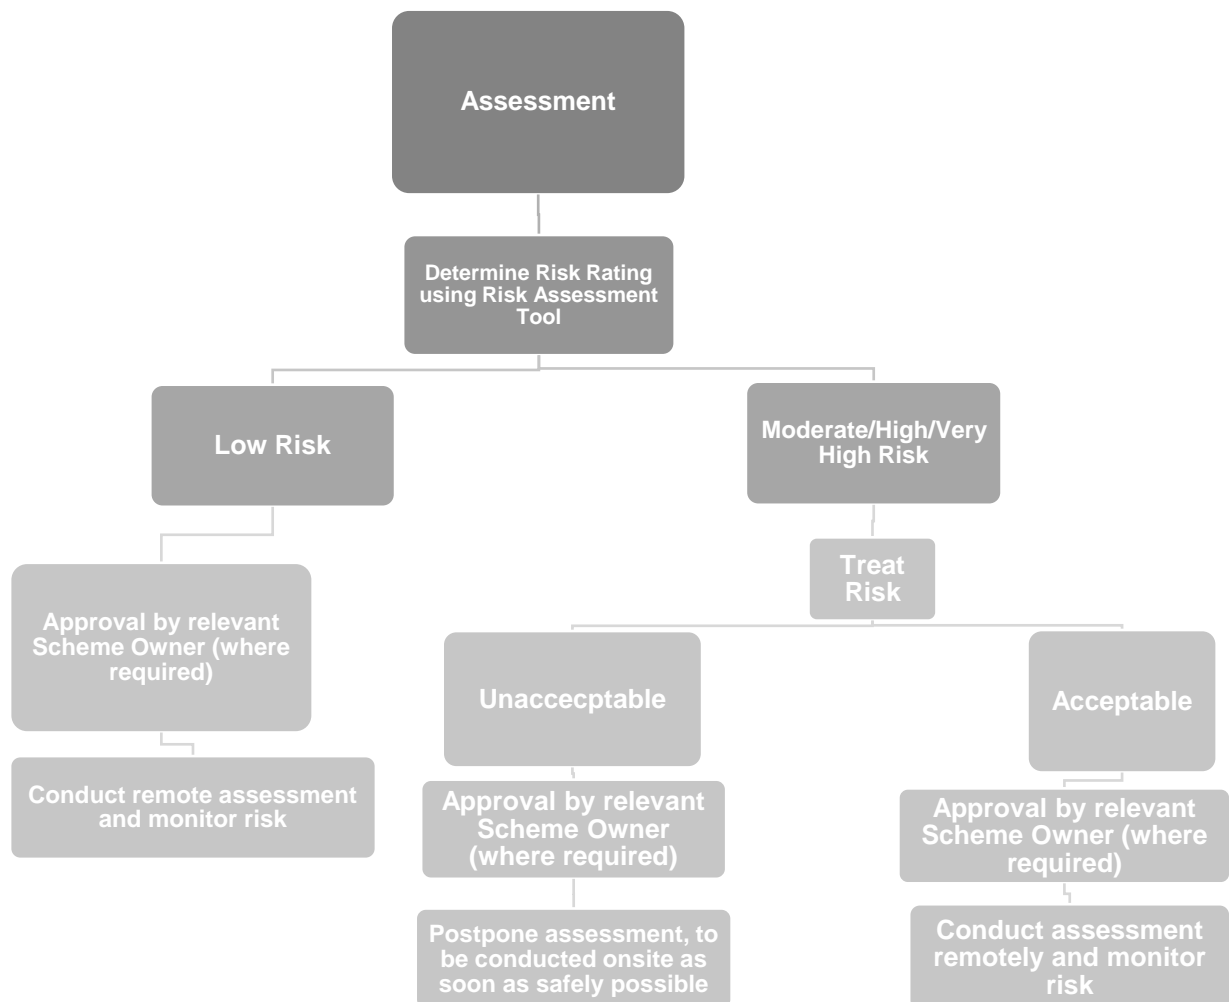 Assessment
Determine Risk Rating
using Risk Assessment
Tool
Low Risk
Moderate/High/Very
High Risk
Approval by relevant
Scheme Owner (where
required)
Conduct remote assessment
and monitor risk
Treat
Risk
Unaccecptable
Approval by relevant
Scheme Owner
(where required)
Postpone assessment, to
be conducted onsite as
soon as safely possible
Acceptable
Approval by relevant
Scheme Owner (where
required)
Conduct assessment
remotely and monitor
risk